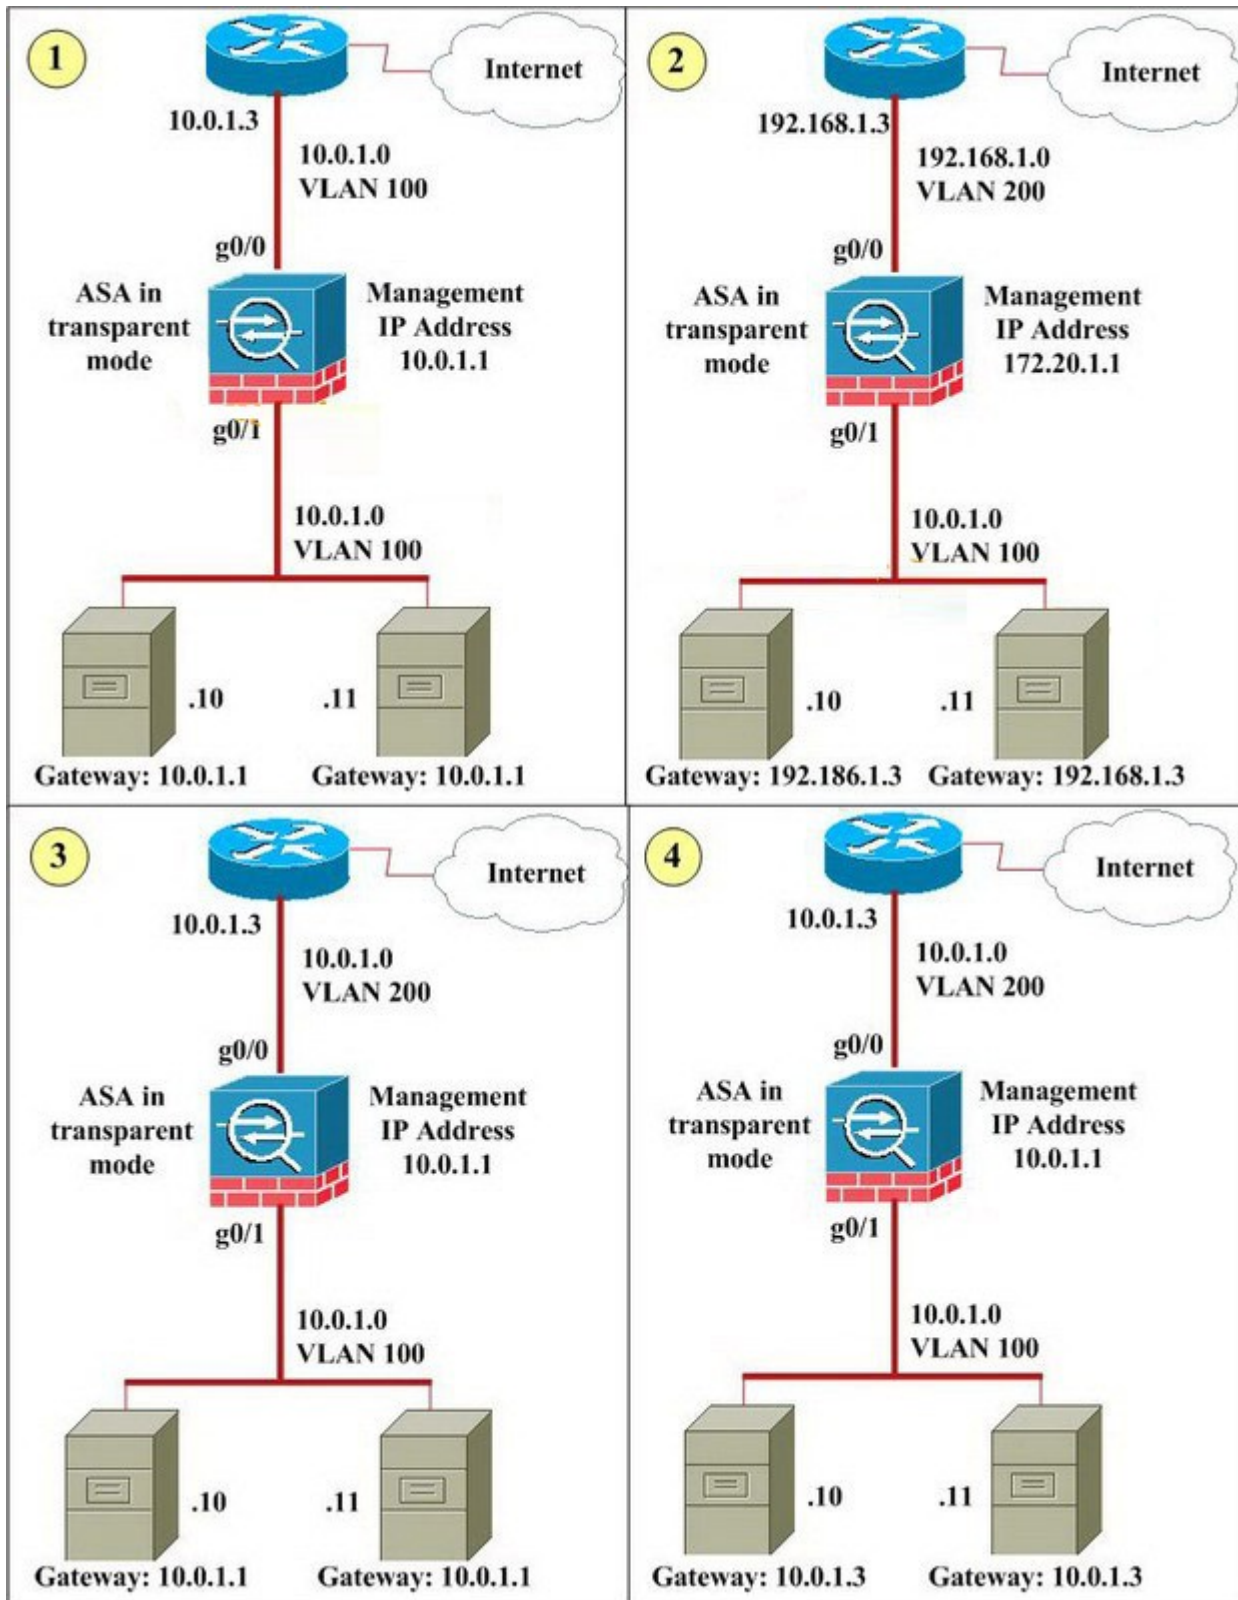 1
Internet
10.0.1.3
10.0.1.0
VLAN 100
g0/0
ASA in
transparent
mode
Management
IP Address
10.0.1.1
g0/1
10.0.1.0
VLAN 100
.10
.11
Gateway: 10.0.1.1
Gateway: 10.0.1.1
2
Internet
192.168.1.3
192.168.1.0
VLAN 200
g0/0
ASA in
transparent
mode
Management
IP Address
172.20.1.1
g0/1
10.0.1.0
VLAN 100
.10
.11
Gateway: 192.186.1.3
Gateway: 192.168.1.3
3
Internet
10.0.1.3
10.0.1.0
VLAN 200
g0/0
ASA in
transparent
mode
Management
IP Address
10.0.1.1
g0/1
10.0.1.0
VLAN 100
.10
.11
Gateway: 10.0.1.1
Gateway: 10.0.1.1
4
Internet
10.0.1.3
10.0.1.0
VLAN 200
g0/0
ASA in
transparent
mode
Management
IP Address
10.0.1.1
g0/1
10.0.1.0
VLAN 100
.10
.11
Gateway: 10.0.1.3
Gateway: 10.0.1.3